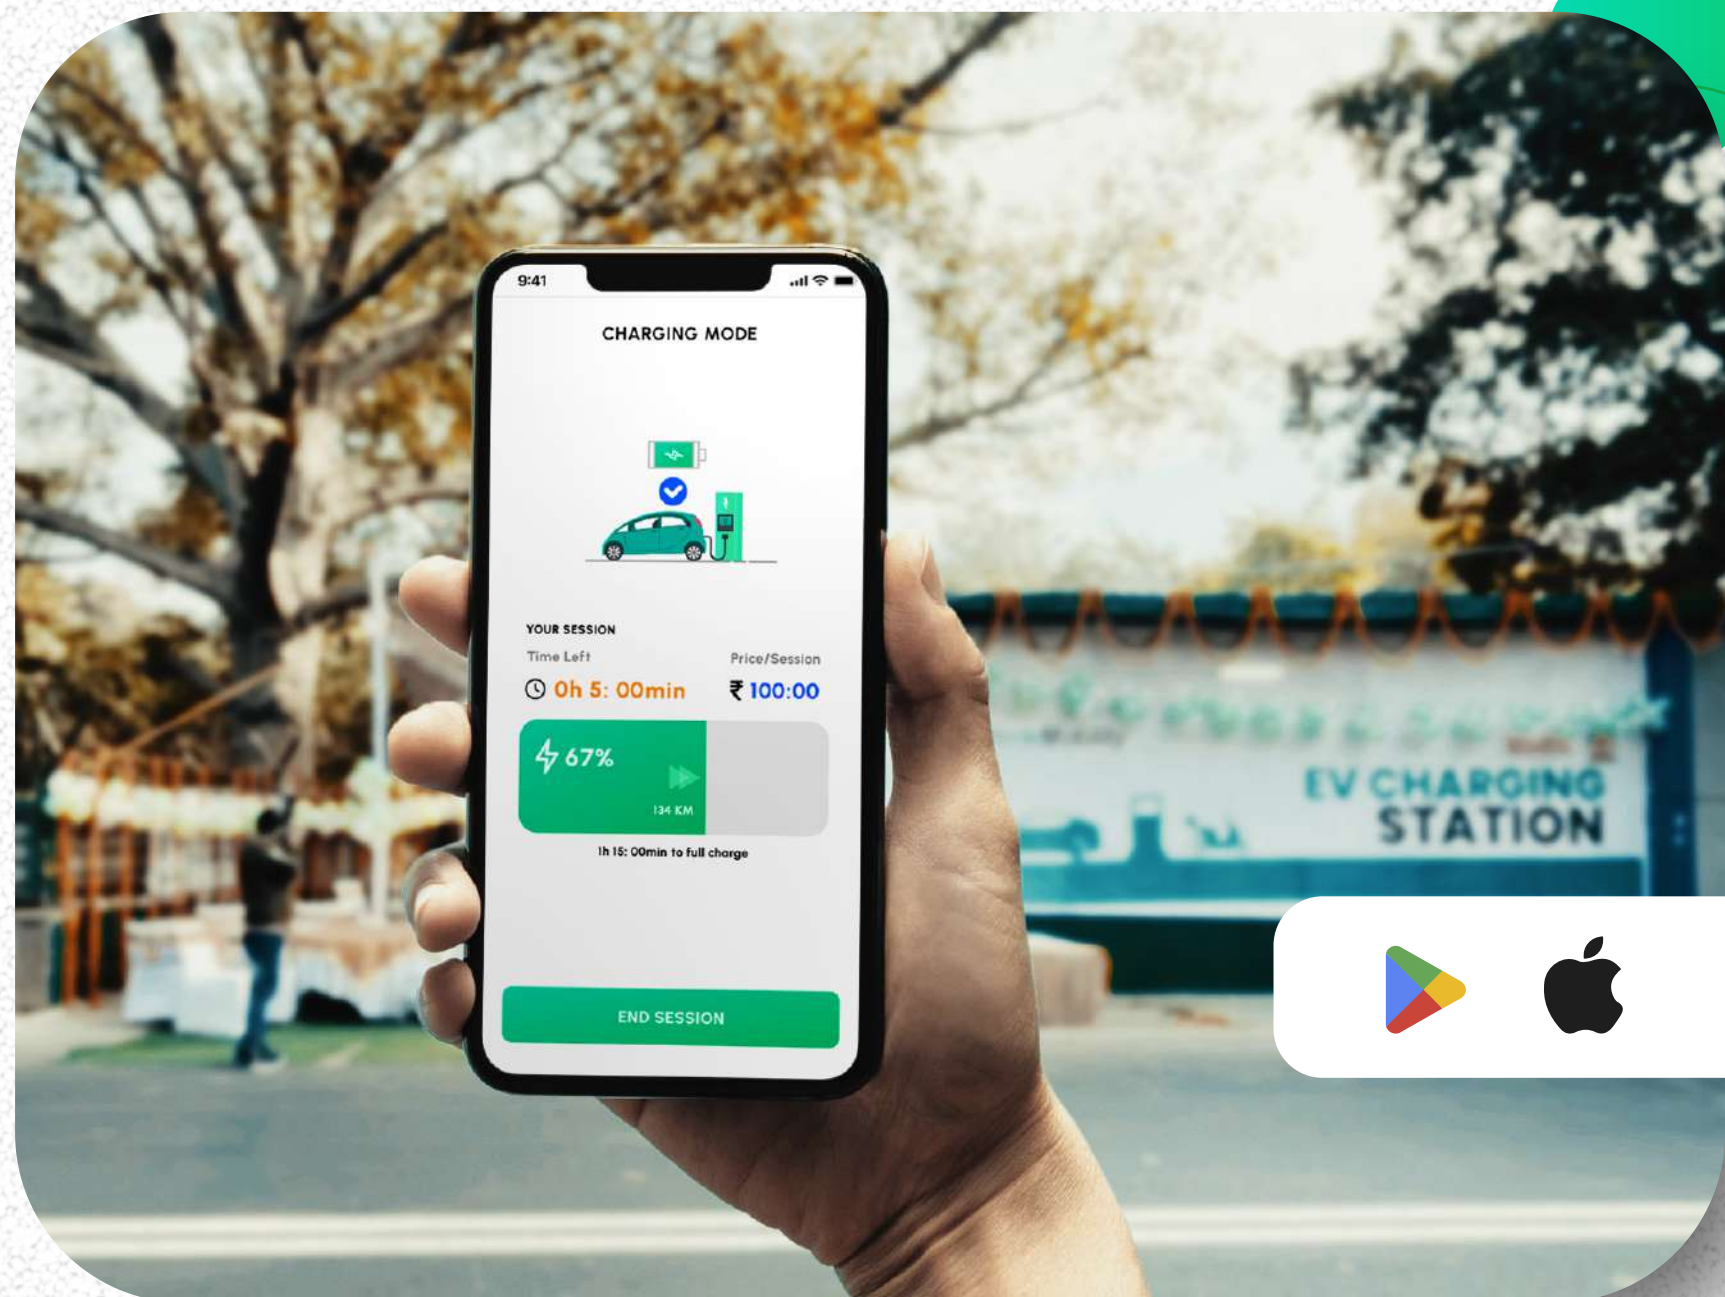 9:41
CHARGING MODE
YOUR SESSION
Time Left
Price/Session
0h 5: 00min
₹ 100:00
67%
134 KM
1h 15: 00min to full charge
END SESSION
EV CHARGING
STATION